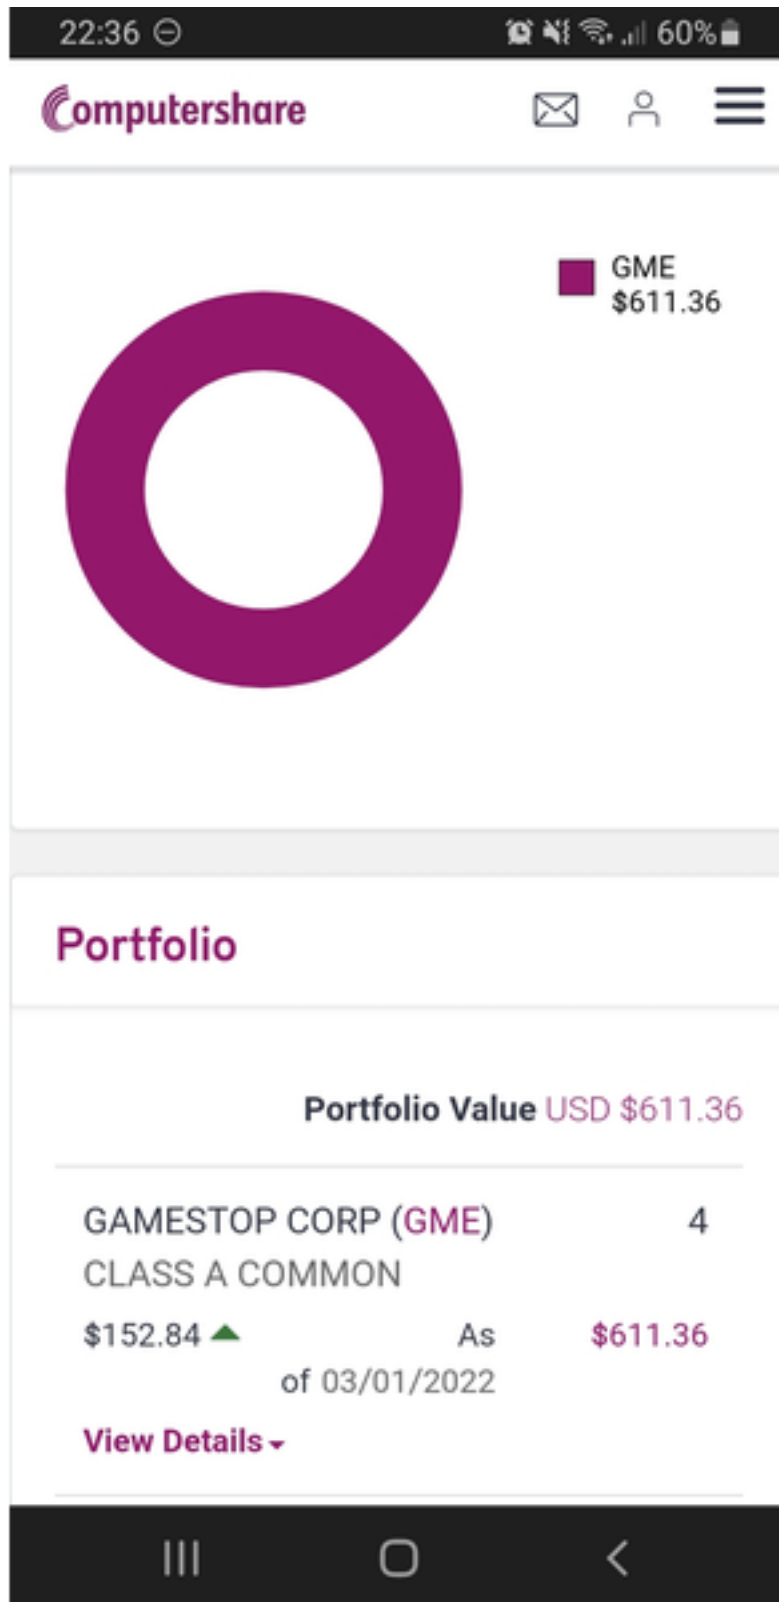 22:36 60%
Computershare
GME
$611.36
Portfolio
Portfolio Value USD $611.36
GAMESTOP CORP (GME) 4
CLASS A COMMON
$152.84 As $611.36
of 03/01/2022
View Details